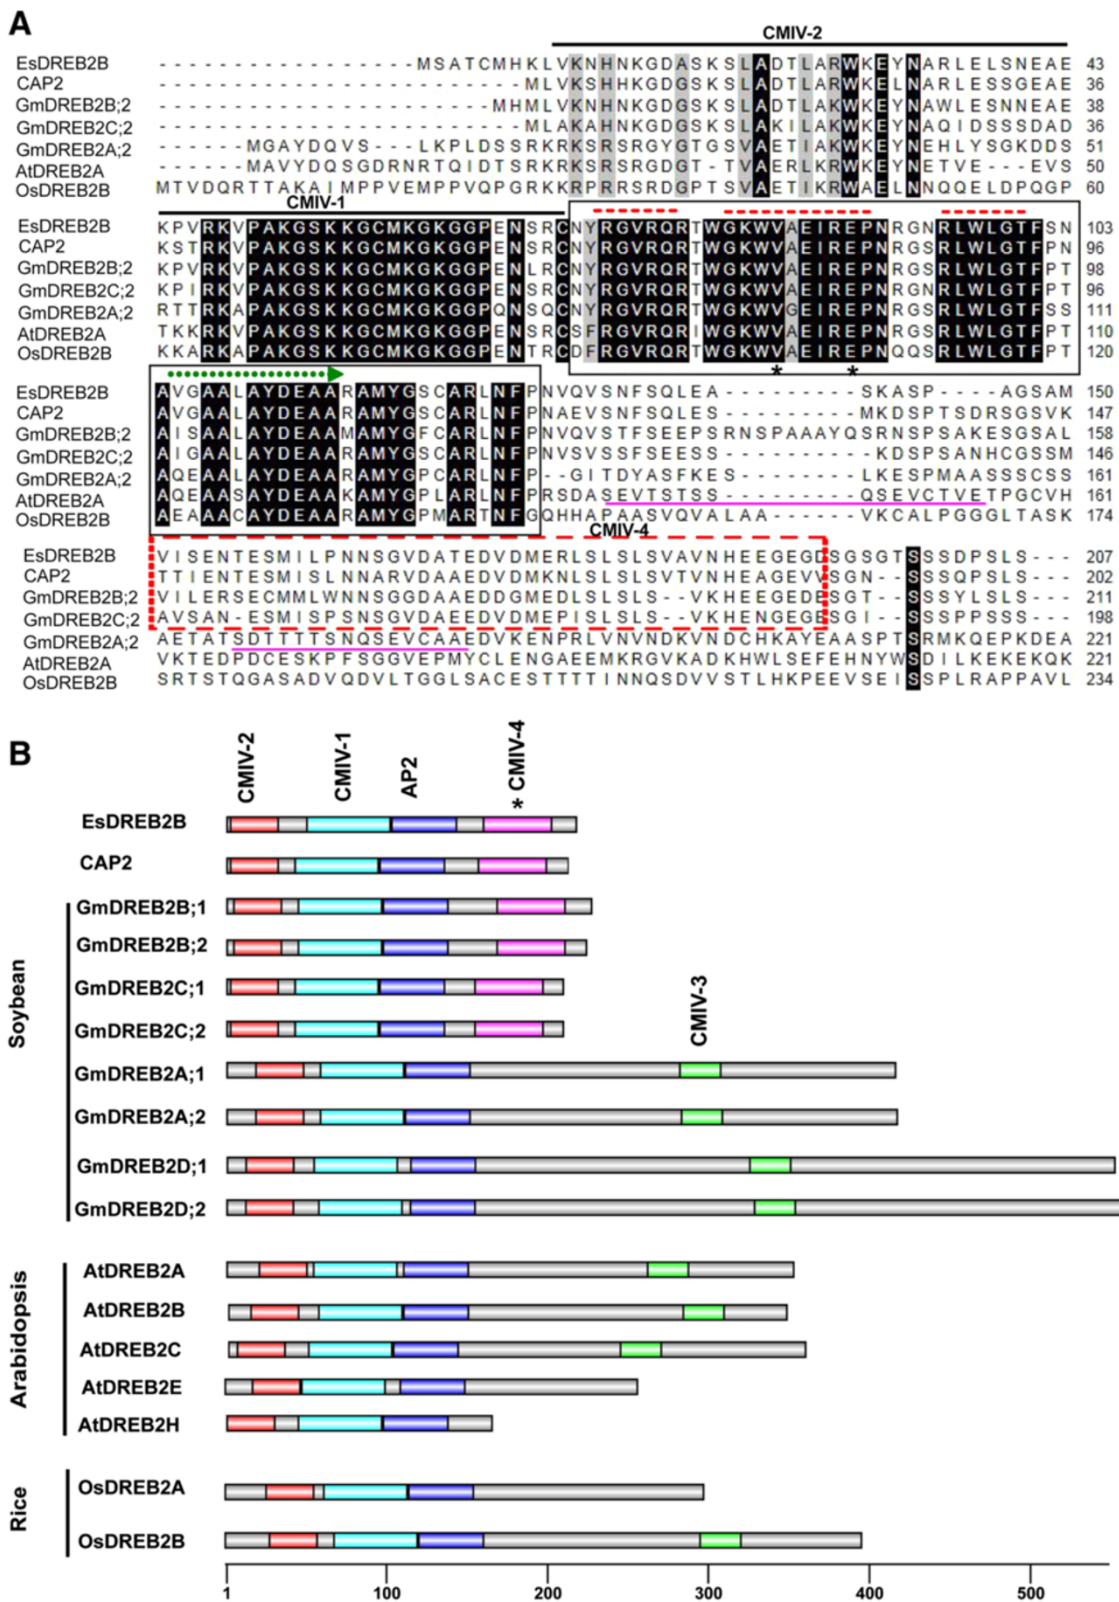 A
CMIV-2
EsDREB2B - - - - - - - - - - - - - - - - - MSATCMHKLVKNHNKGDASKSLADTLARWKEYNARLELSNEAE 43
CAP2 - - - - - - - - - - - - - - - - - - - - - - - - MLVKSHHKGDGSKSLADTLAKWKELNARLESSGEAE 36
GmDREB2B;2 - - - - - - - - - - - - - - - - - - - - - - MHMLVKNHNKGDGSKSLADTLAKWKEYNAWLESNNEAE 38
GmDREB2C;2 - - - - - - - - - - - - - - - - - - - - - - - - MLAKAHNKGDGSKSLAKILAKWKEYNAQIDSSSDAD 36
GmDREB2A;2 - - - - - - MGAYDQVS - - - LKPLDSSRKRKSRSRGYGTGSVAETIAKWKEYNEHLYSGKDDS 51
AtDREB2A - - - - - - MAVYDQSGDRNRTQIDTSRKRKSRSRGDGT - TVAERLKRWKEYNETVE - - - EVS 50
OsDREB2B MTVDQRTTAKAIMPPVEMPPVQPGRKKRPRRSRDGPTSVAETIKRWAELNNQQELDPQGP 60
CMIV-1
EsDREB2B KPVRKVPAKGSKKGCMKGKGGPENSRCNYRGVRQRTWGKWVAEIREPNRGNRLWLGTFSN 103
CAP2 KSTRKVPAKGSKKGCMKGKGGPENSRCNYRGVRQRTWGKWVAEIREPNRGNRLWLGTFPN 96
GmDREB2B;2 KPVRKVPAKGSKKGCMKGKGGPENLRCNYRGVRQRTWGKWVAEIREPNRGSRLWLGTFPT 98
GmDREB2C;2 KPIRKVPAKGSKKGCMKGKGGPENSRCNYRGVRQRTWGKWVAEIREPNRGSRLWLGTFPT 96
GmDREB2A;2 RTTRKAPAKGSKKGCMKGKGGPQNSQCNYRGVRQRTWGKWVGEIREPNRGSRLWLGTFSS 111
AtDREB2A TKKRKVPAKGSKKGCMKGKGGPENSRCSFRGVRQRIWGKWVAEIREPNRGSRLWLGTFPT 110
OsDREB2B KKARKAPAKGSKKGCMKGKGGPENTRCDFRGVRQRTWGKWVAEIREPNQQSRLWLGTFPT 120
* *
EsDREB2B AVGAALAYDEAARAMYGSCARLNFPNVQVSNFSQLEA - - - - - - - - - SKASP - - - - AGSAM 150
CAP2 AVGAALAYDEAARAMYGSCARLNFPNAEVSNFSQLEA - - - - - - - - - MKDSPTSDRSGSVK 147
GmDREB2B;2 AISAALAYDEAAMAMYGFCARLNFPNVQVSTFSEEPSRNSPAAAYQSRNSPSAKESGSAL 158
GmDREB2C;2 AIGAALAYDEAARAMYGSCARLNFPNVSVSSFSEESS - - - - - - - - - KDSPSANHCGSSM 146
GmDREB2A;2 AQEAALAYDEAARAMYGPCARLNFP - - GITDYASFKES - - - - - - - LKESPMAASSSCSS 161
AtDREB2A AQEAASAYDEAAKAMYGPLARLNFPRSDASEVTSTSS - - - - - - - - - QSEVCTVETPGCVH 161
OsDREB2B AEAAACAYDEAARAMYGPMARTNFGQHHAPAASVQVALAA - - - - - - VKCALPGGGLTASK 174
CMIV-4
EsDREB2B VISENTESMILPNNSGVDATEDVDMERLSLSLSVAVNHEEGEGDSGSGTSSSDPSLS - - - 207
CAP2 TTIENTESMISLNNARVDAAEDVDMKNLSLSLSVTVNHEAGEVVSGN - - SSSQPSLS - - - 202
GmDREB2B;2 VILERSECMMLWNNSGGDAAEDDGMEDLSLSLS - - VKHEEGEDESGT - - SSSYLSLS - - - 211
GmDREB2C;2 AVSAN - ESMISPSNSGVDAEEDVDMEPISLSLS - - VKHENGEGESGI - - SSSPPSSS - - - 198
GmDREB2A;2 AETATSDTTTTSNQSEVCAAEDVKENPRLVNVNDKVNDCHKAYEAASPTSRMKQEPKDEA 221
AtDREB2A VKTEDPDCESKPFSGGVEPMYCLENGAEEMKRGVKADKHWLSEFEHNYWSDILKEKEKQK 221
OsDREB2B SRTSTQGASADVQDVLTGGLSACESTTTTINNQSDVVSTLHKPEEVSEISSPLRAPPAVL 234
B
CMIV-2 CMIV-1 AP2 * CMIV-4
EsDREB2B
CAP2
Soybean
GmDREB2B;1
GmDREB2B;2
GmDREB2C;1
GmDREB2C;2
CMIV-3
GmDREB2A;1
GmDREB2A;2
GmDREB2D;1
GmDREB2D;2
Arabidopsis
AtDREB2A
AtDREB2B
AtDREB2C
AtDREB2E
AtDREB2H
Rice
OsDREB2A
OsDREB2B
1 100 200 300 400 500